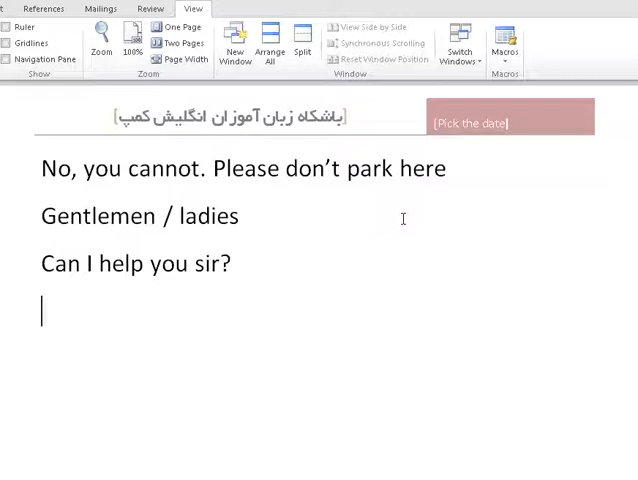 References Mailings Review View
Ruler
Gridlines
Navigation Pane
Show
Zoom
100%
One Page
Two Pages
Page Width
Zoom
New Window
Arrange All
Split
View Side by Side
Synchronous Scrolling
Reset Window Position
Window
Switch Windows
Macros
Macros
[باشگاه زبان آموزان انگلیش کمپ]
[Pick the date]
No, you cannot. Please don’t park here
Gentlemen / ladies
Can I help you sir?